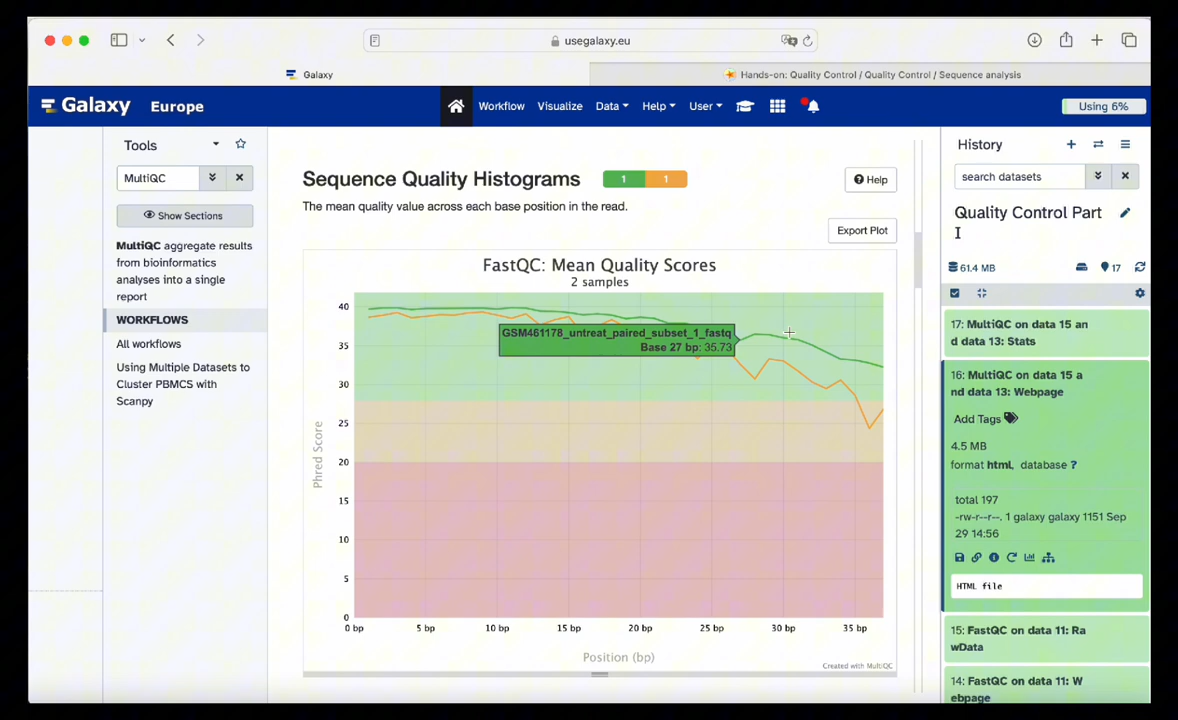 usegalaxy.eu
Galaxy
Hands-on: Quality Control / Quality Control / Sequence analysis
Galaxy Europe
Workflow Visualize Data Help User
Using 6%
Tools
MultiQC
Show Sections
MultiQC aggregate results
from bioinformatics
analyses into a single
report
WORKFLOWS
All workflows
Using Multiple Datasets to
Cluster PBMCS with
Scanpy
Sequence Quality Histograms
1 1
Help
The mean quality value across each base position in the read.
Export Plot
FastQC: Mean Quality Scores
2 samples
GSM461178_untreat_paired_subset_1_fastq
Base 27 bp: 35.73
Phred Score
40
35
30
25
20
15
10
5
0
0 bp 5 bp 10 bp 15 bp 20 bp 25 bp 30 bp 35 bp
Position (bp)
Created with MultiQC
History
search datasets
Quality Control Part
I
61.4 MB
17
17: MultiQC on data 15 an
d data 13: Stats
16: MultiQC on data 15 a
nd data 13: Webpage
Add Tags
4.5 MB
format html, database ?
total 197
-rw-r--r--. 1 galaxy galaxy 1151 Sep
29 14:56
HTML file
15: FastQC on data 11: Ra
wData
14: FastQC on data 11: W
ebpage